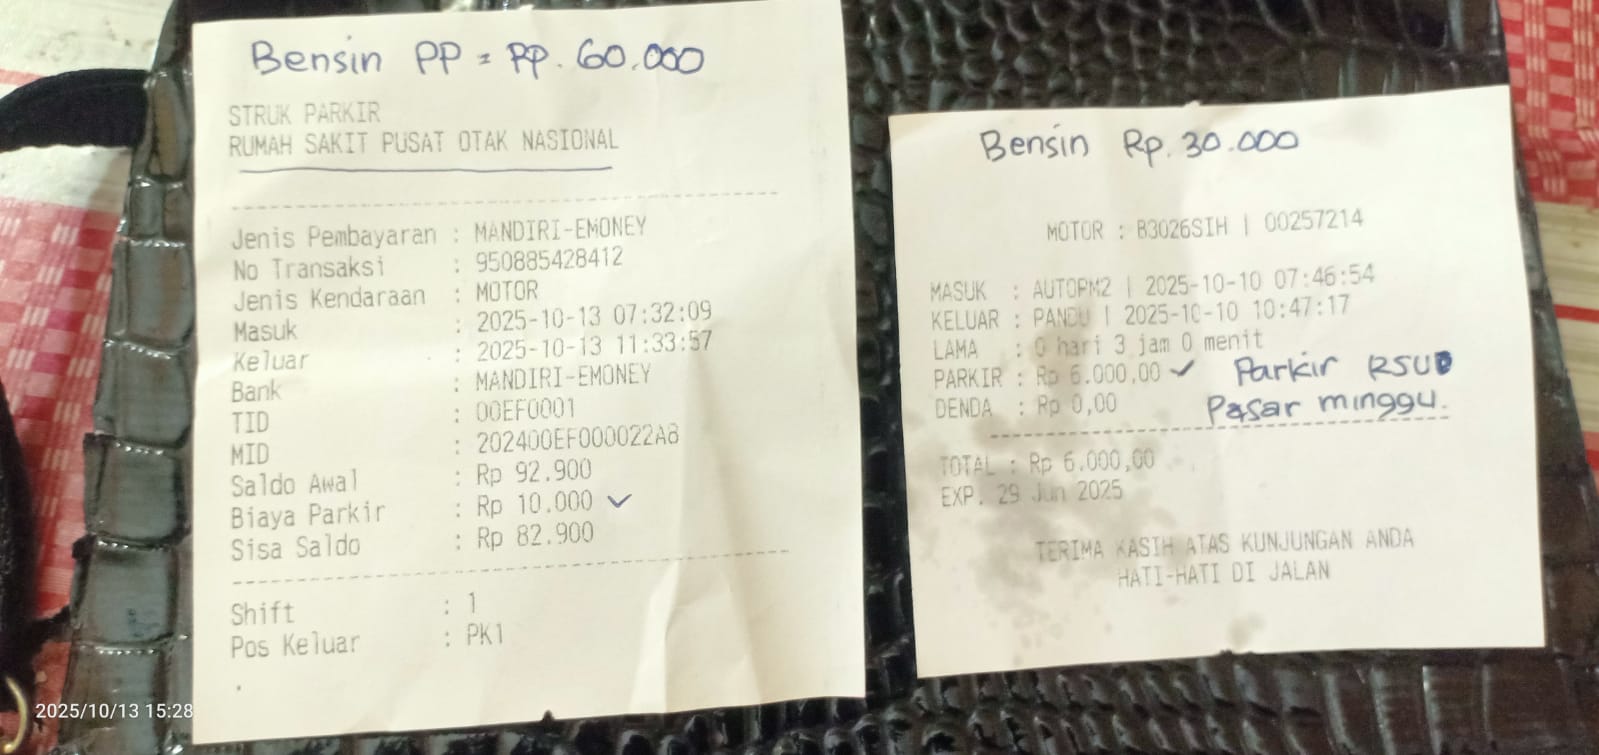 Bensin PP = Rp. 60.000
STRUK PARKIR
RUMAH SAKIT PUSAT OTAK NASIONAL
Jenis Pembayaran : MANDIRI-EMONEY
No Transaksi : 950885428412
Jenis Kendaraan : MOTOR
Masuk : 2025-10-13 07:32:09
Keluar : 2025-10-13 11:33:57
Bank : MANDIRI-EMONEY
TID : 00EF0001
MID : 202400EF000022A8
Saldo Awal : Rp 92.900
Biaya Parkir : Rp 10.000 ✓
Sisa Saldo : Rp 82.900
Shift : 1
Pos Keluar : PK1
Bensin Rp. 30.000
MOTOR : B3026SIH | 00257214
MASUK : AUTOPM2 | 2025-10-10 07:46:54
KELUAR : PANDU | 2025-10-10 10:47:17
LAMA : 0 hari 3 jam 0 menit
PARKIR : Rp 6.000,00 ✓ Parkir RSUD
DENDA : Rp 0,00 Pasar minggu.
TOTAL : Rp 6.000,00
EXP. 29 Jun 2025
TERIMA KASIH ATAS KUNJUNGAN ANDA
HATI-HATI DI JALAN
2025/10/13 15:28